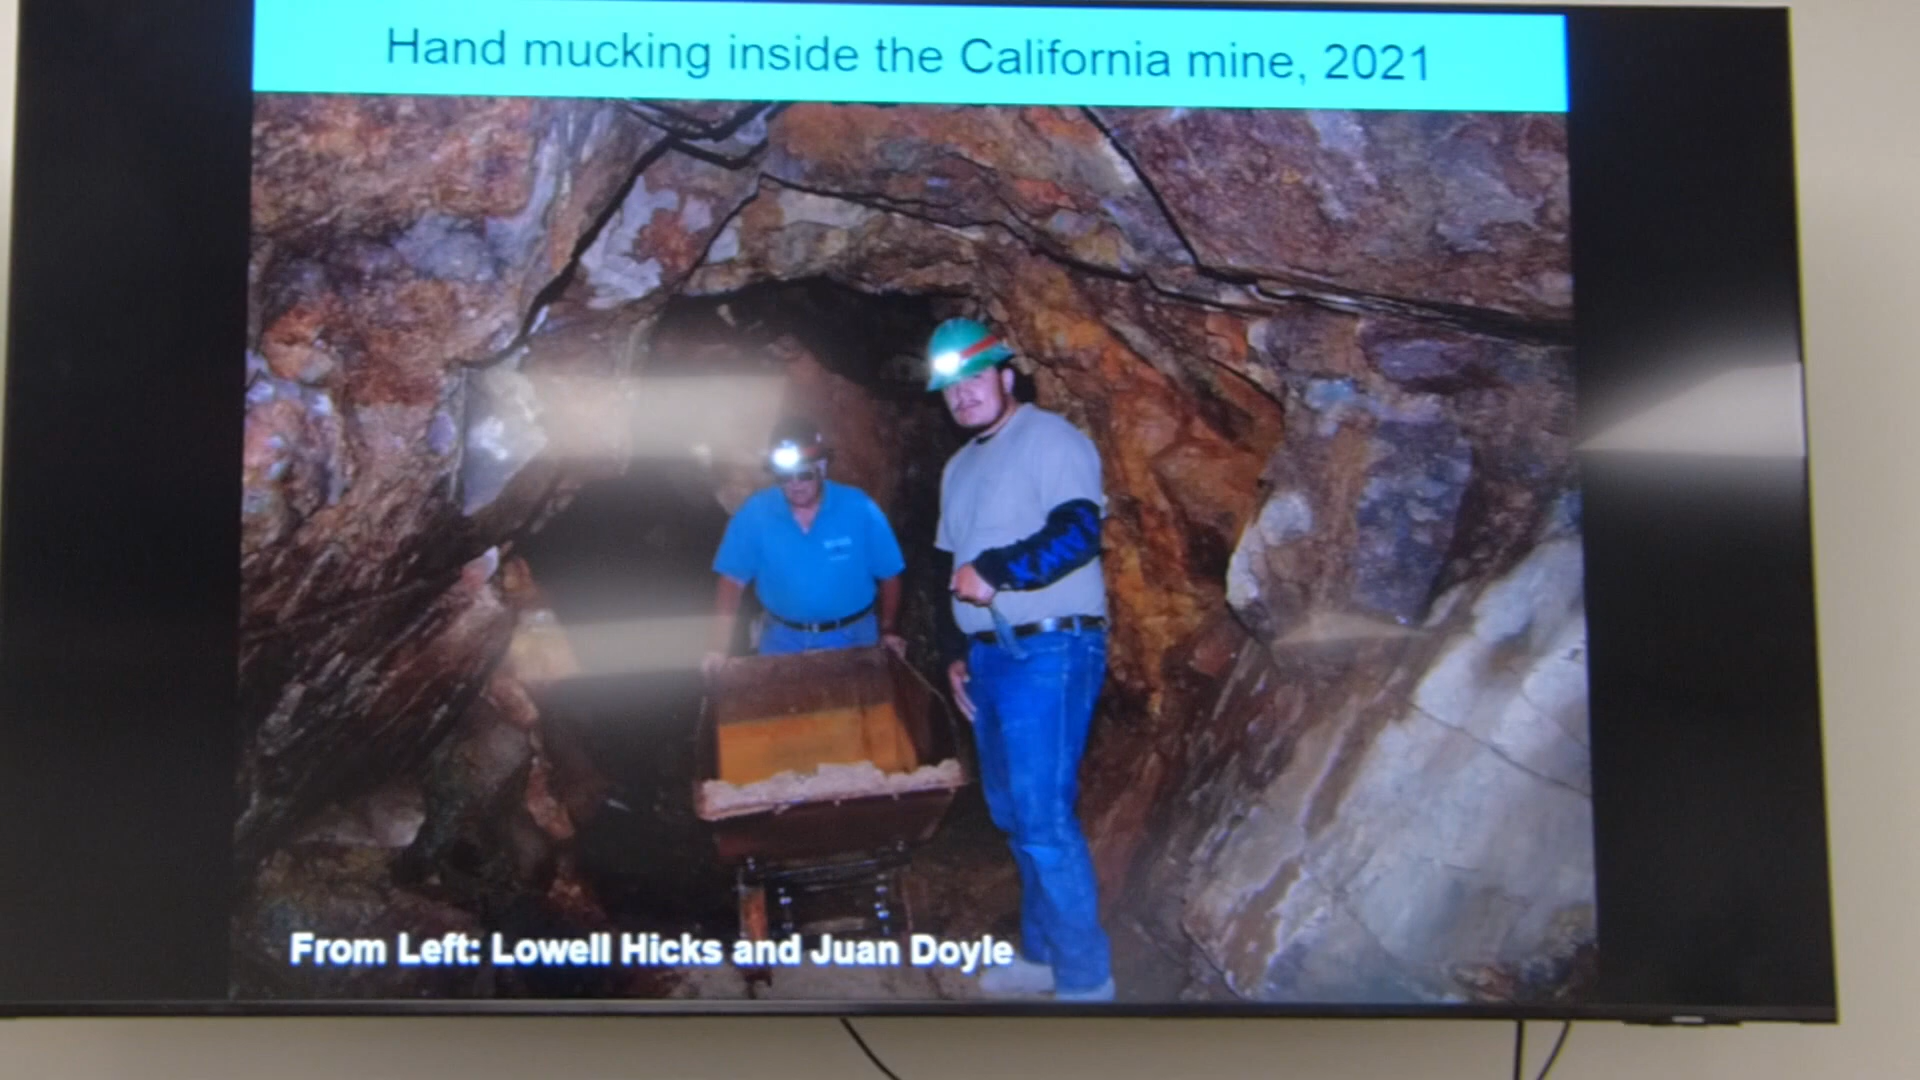 Hand mucking inside the California mine, 2021
From Left: Lowell Hicks and Juan Doyle